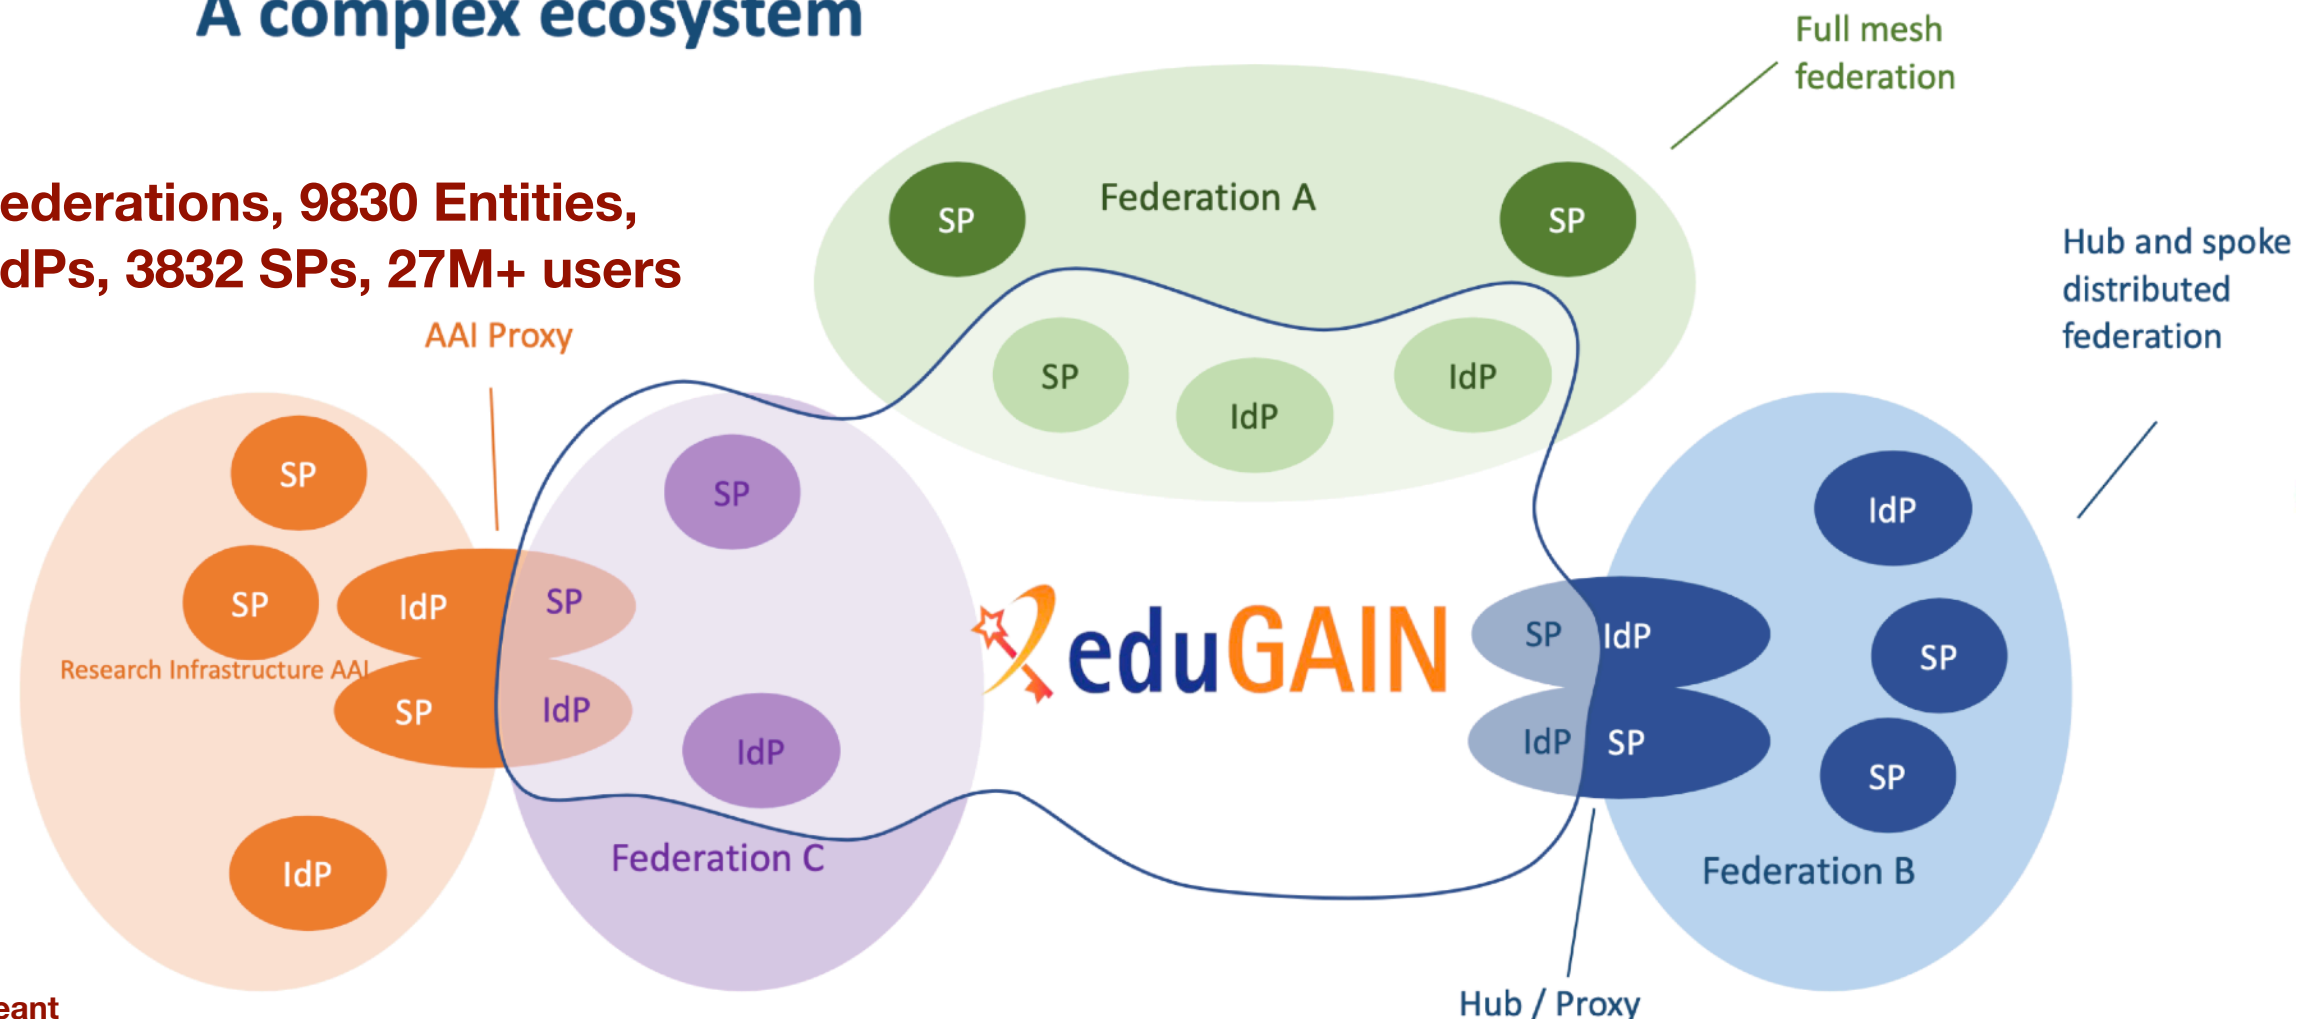 A complex ecosystem
Full mesh
federation
ederations, 9830 Entities,
dPs, 3832 SPs, 27M+ users
Federation A
SP
SP
SP
IdP
IdP
Hub and spoke
distributed
federation
AAI Proxy
SP
SP
IdP
SP
Research Infrastructure AAI
SP
IdP
IdP
SP
IdP
Federation C
eduGAIN
SP
IdP
IdP
SP
IdP
SP
SP
Federation B
Hub / Proxy
eant